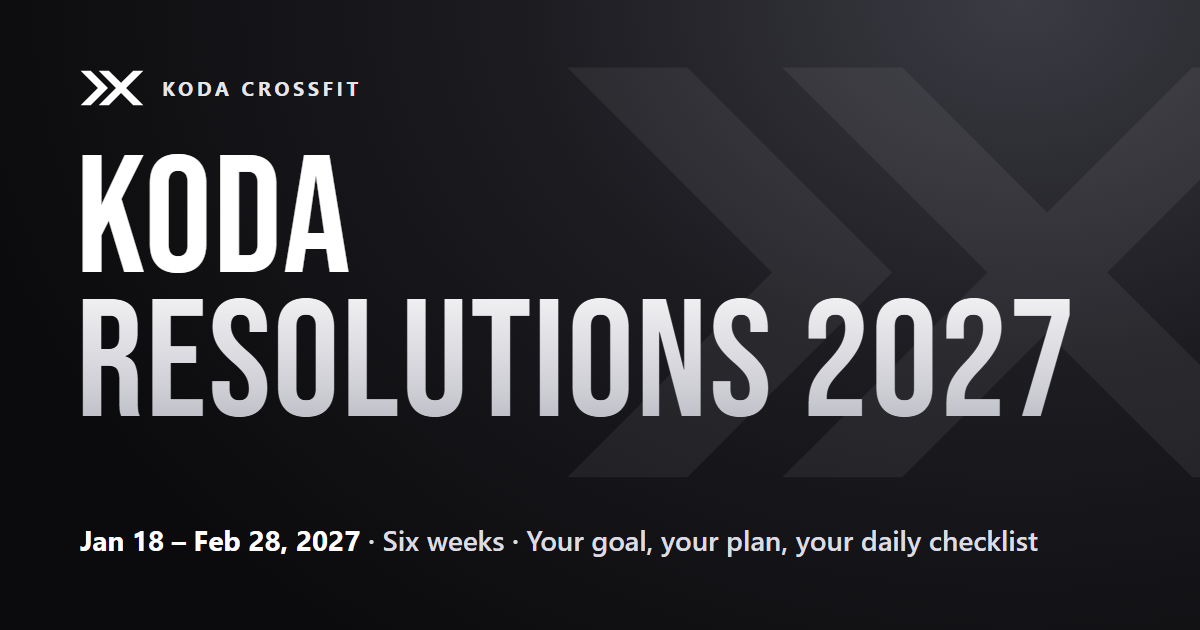 KODA CROSSFIT
KODA
RESOLUTIONS 2027
Jan 18 – Feb 28, 2027 · Six weeks · Your goal, your plan, your daily checklist